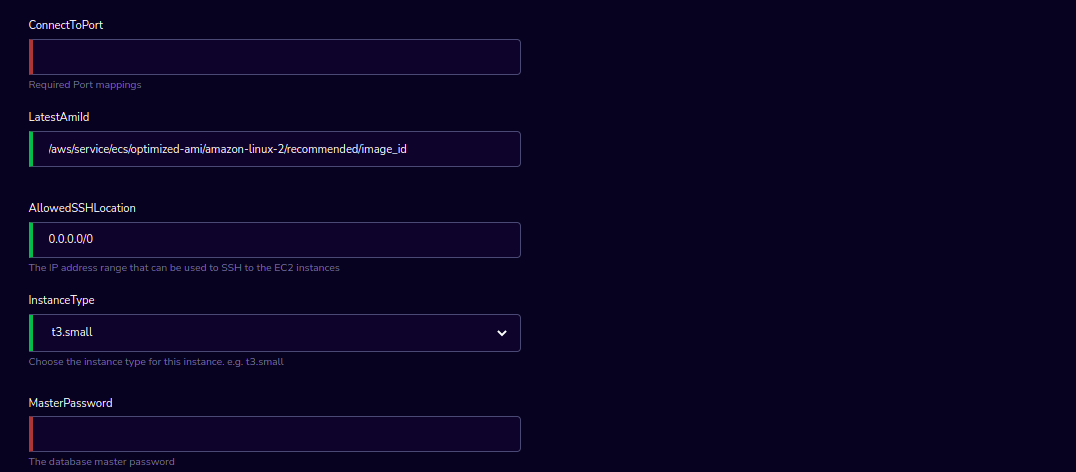 ConnectToPort
Required Port mappings
LatestAmiId
/aws/service/ecs/optimized-ami/amazon-linux-2/recommended/image_id
AllowedSSHLocation
0.0.0.0/0
The IP address range that can be used to SSH to the EC2 instances
InstanceType
t3.small
Choose the instance type for this instance. e.g. t3.small
MasterPassword
The database master password